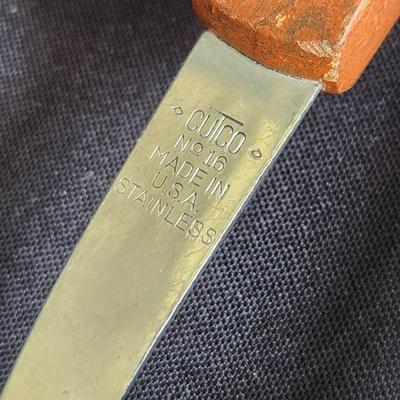 CUTCO
No 16
MADE IN
U.S.A.
STAINLESS